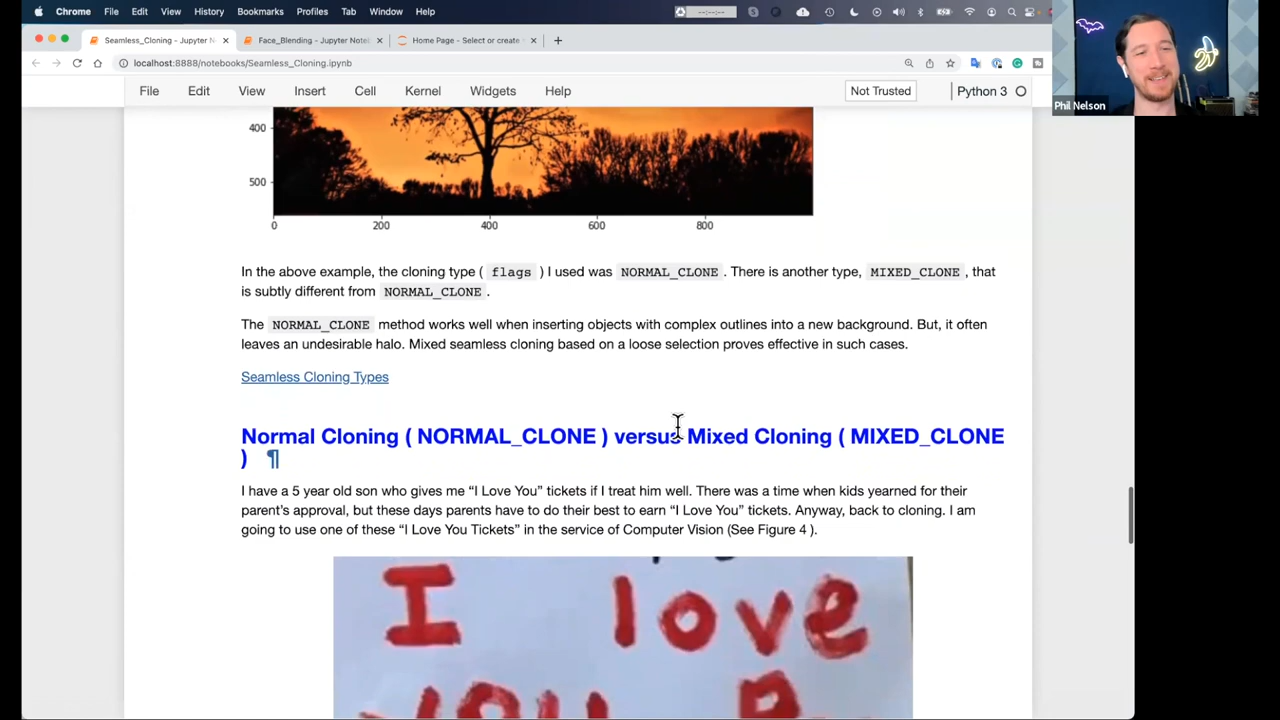 Chrome File Edit View History Bookmarks Profiles Tab Window Help --:--:--
Seamless_Cloning - Jupyter N Face_Blending - Jupyter Note Home Page - Select or create
localhost:8888/notebooks/Seamless_Cloning.ipynb
File Edit View Insert Cell Kernel Widgets Help Not Trusted Python 3
Phil Nelson
400
500
0 200 400 600 800
In the above example, the cloning type ( flags ) I used was NORMAL_CLONE . There is another type, MIXED_CLONE , that
is subtly different from NORMAL_CLONE .
The NORMAL_CLONE method works well when inserting objects with complex outlines into a new background. But, it often
leaves an undesirable halo. Mixed seamless cloning based on a loose selection proves effective in such cases.
Seamless Cloning Types
Normal Cloning ( NORMAL_CLONE ) versus Mixed Cloning ( MIXED_CLONE
) ¶
I have a 5 year old son who gives me “I Love You” tickets if I treat him well. There was a time when kids yearned for their
parent’s approval, but these days parents have to do their best to earn “I Love You” tickets. Anyway, back to cloning. I am
going to use one of these “I Love You Tickets” in the service of Computer Vision (See Figure 4 ).
I love